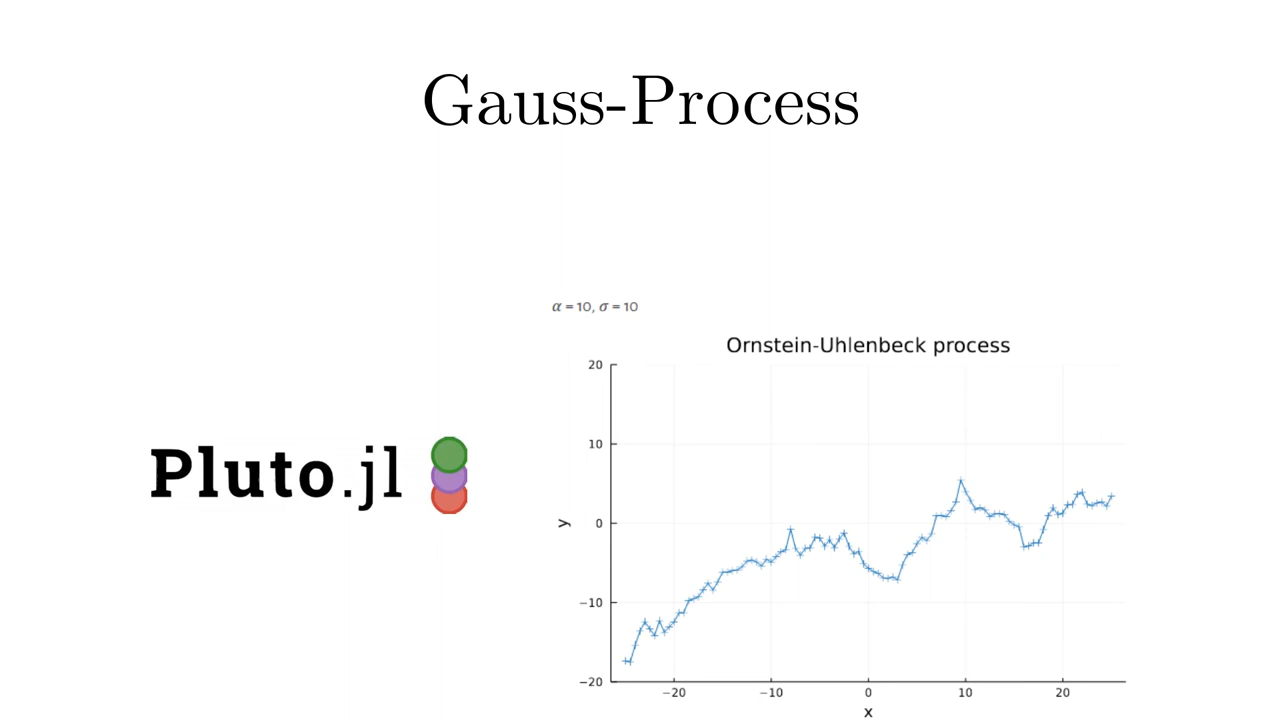 Gauss-Process
α = 10, σ = 10
Ornstein-Uhlenbeck process
20
10
0
−10
−20
y
−20 −10 0 10 20
x
Pluto.jl